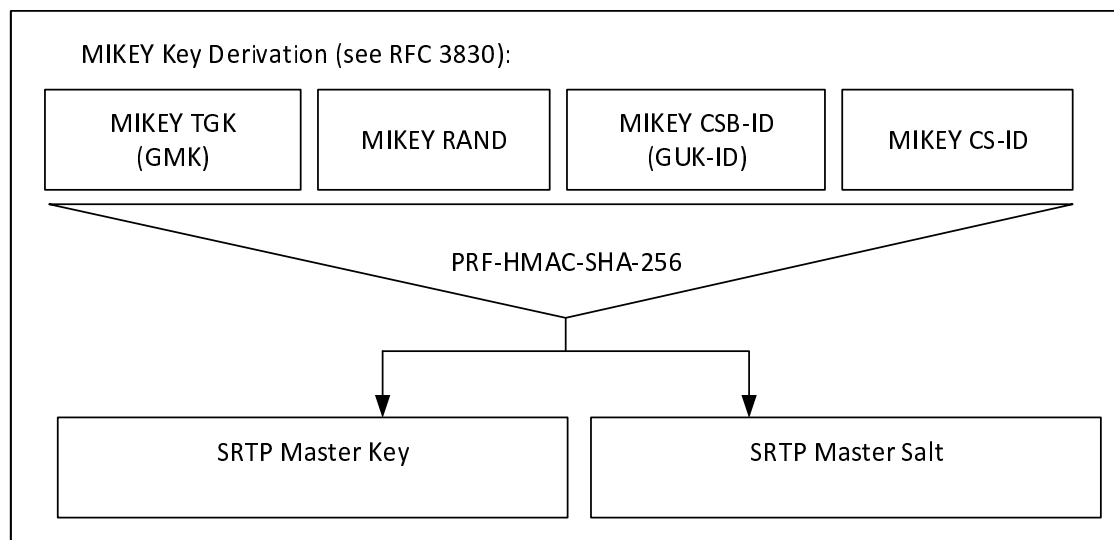 MIKEY Key Derivation (see RFC 3830):
MIKEY TGK
(GMK)
MIKEY RAND
MIKEY CSB-ID
(GUK-ID)
MIKEY CS-ID
PRF-HMAC-SHA-256
SRTP Master Key
SRTP Master Salt